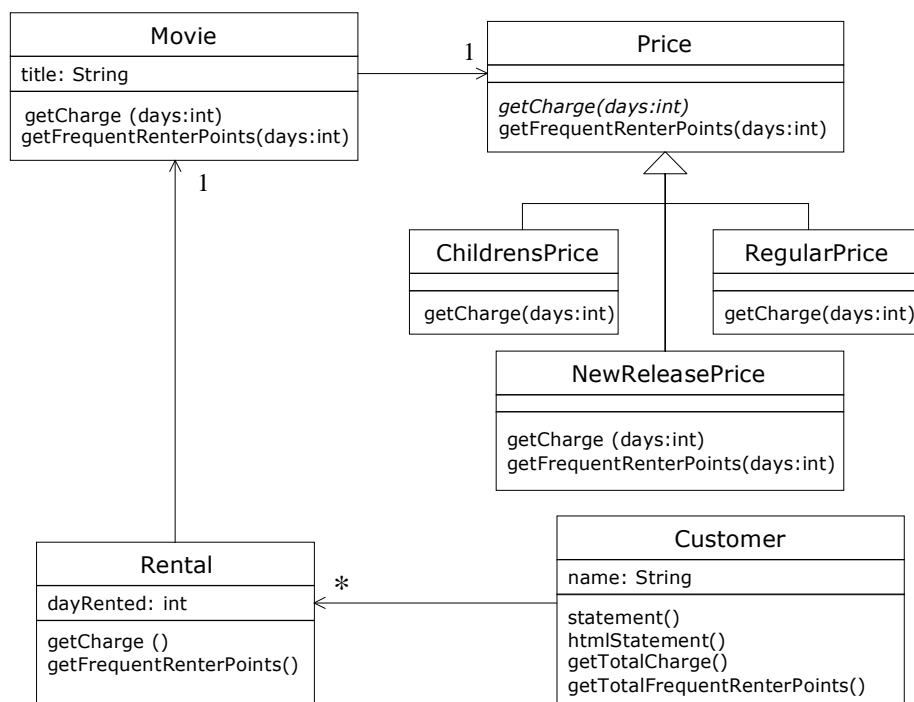 Movie
title: String
getCharge (days:int)
getFrequentRenterPoints(days:int)
1
1
Price
getCharge(days:int)
getFrequentRenterPoints(days:int)
ChildrensPrice
getCharge(days:int)
RegularPrice
getCharge(days:int)
NewReleasePrice
getCharge (days:int)
getFrequentRenterPoints(days:int)
Rental
dayRented: int
getCharge ()
getFrequentRenterPoints()
*
Customer
name: String
statement()
htmlStatement()
getTotalCharge()
getTotalFrequentRenterPoints()